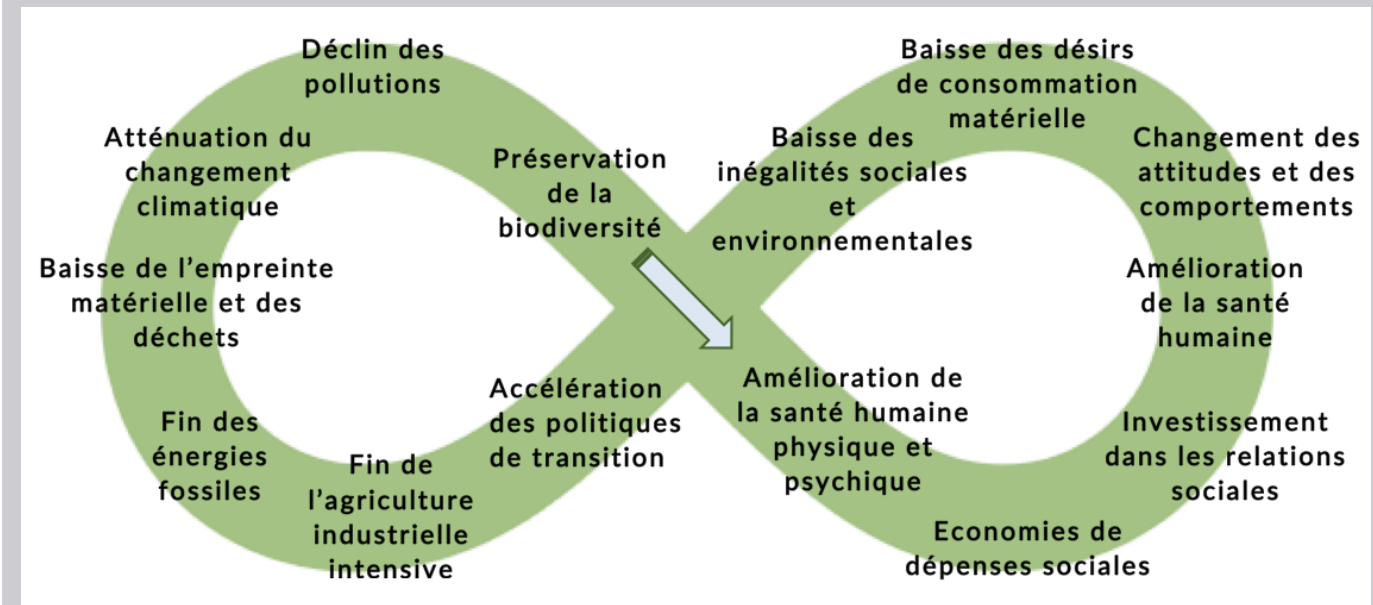 Déclin des
pollutions
Atténuation du
changement
climatique
Baisse de l’empreinte
matérielle et des
déchets
Fin des
énergies
fossiles
Fin de
l’agriculture
industrielle
intensive
Accélération
des politiques
de transition
Préservation
de la
biodiversité
Baisse des
inégalités sociales
et
environnementales
Baisse des désirs
de consommation
matérielle
Changement des
attitudes et des
comportements
Amélioration
de la santé
humaine
Investissement
dans les relations
sociales
Economies de
dépenses sociales
Amélioration de
la santé humaine
physique et
psychique